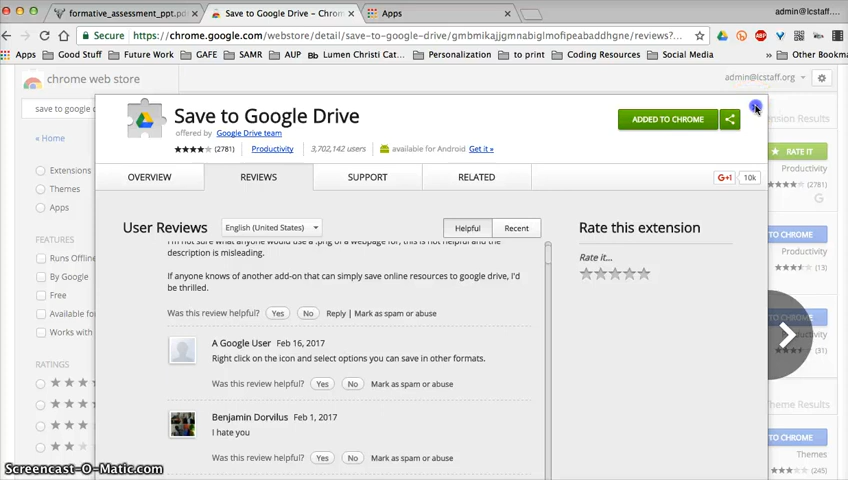 formative_assessment_ppt.pd
Save to Google Drive – Chrom
Apps
admin@lcstaff...
Secure
https://chrome.google.com/webstore/detail/save-to-google-drive/gmbmikajjgmnabiglmofipeabaddhgne/reviews?...
Apps Good Stuff Future Work GAFE SAMR AUP Lumen Christi Cat... Personalization to print Coding Resources Social Media » Other Bookma
chrome web store
admin@lcstaff.org
save to google d
« Home
Extensions
Themes
Apps
FEATURES
Runs Offline
By Google
Free
Available fo
Works with
RATINGS
Save to Google Drive
offered by Google Drive team
(2781) Productivity 3,702,142 users available for Android Get it »
ADDED TO CHROME
OVERVIEW REVIEWS SUPPORT RELATED
G+1 10k
User Reviews
English (United States)
Helpful Recent
I'm not sure what anyone would use a .png of a webpage for, this is not helpful and the
description is misleading.
If anyone knows of another add-on that can simply save online resources to google drive, I'd
be thrilled.
Was this review helpful? Yes No Reply | Mark as spam or abuse
A Google User Feb 16, 2017
Right click on the icon and select options you can save in other formats.
Was this review helpful? Yes No Mark as spam or abuse
Benjamin Dorvilus Feb 1, 2017
I hate you
Was this review helpful? Yes No Mark as spam or abuse
Rate this extension
Rate it...
ension Results
RATE IT
Productivity
(2781)
TO CHROME
Productivity
(13)
TO CHROME
Productivity
(31)
heme Results
TO CHROME
Themes
(245)
Screencast-O-Matic.com